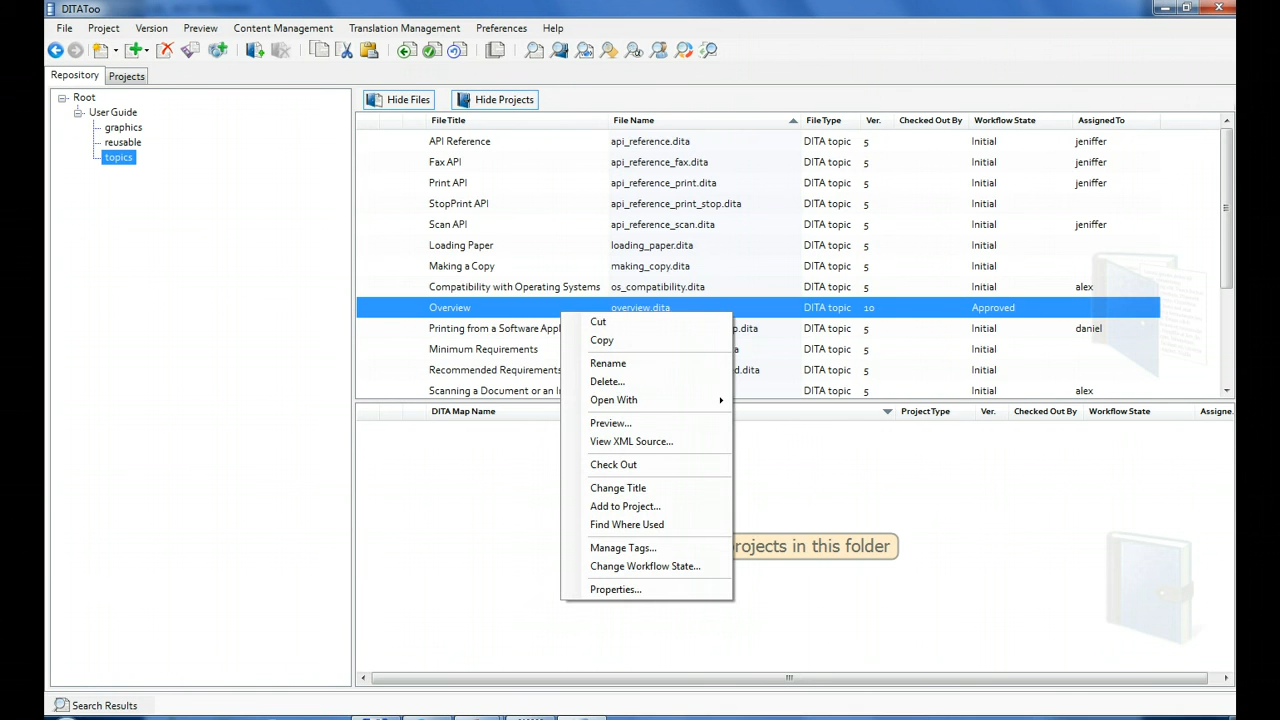 DITAToo
File Project Version Preview Content Management Translation Management Preferences Help
Repository Projects
Root
User Guide
graphics
reusable
topics
Hide Files Hide Projects
File Title File Name File Type Ver. Checked Out By Workflow State Assigned To
API Reference api_reference.dita DITA topic 5 Initial jeniffer
Fax API api_reference_fax.dita DITA topic 5 Initial jeniffer
Print API api_reference_print.dita DITA topic 5 Initial jeniffer
StopPrint API api_reference_print_stop.dita DITA topic 5 Initial
Scan API api_reference_scan.dita DITA topic 5 Initial jeniffer
Loading Paper loading_paper.dita DITA topic 5 Initial
Making a Copy making_copy.dita DITA topic 5 Initial
Compatibility with Operating Systems os_compatibility.dita DITA topic 5 Initial alex
Overview overview.dita DITA topic 10 Approved
Printing from a Software Appl p.dita DITA topic 5 Initial daniel
Minimum Requirements a DITA topic 5 Initial
Recommended Requirements d.dita DITA topic 5 Initial
Scanning a Document or an I DITA topic 5 Initial alex
Cut
Copy
Rename
Delete...
Open With
Preview...
View XML Source...
Check Out
Change Title
Add to Project...
Find Where Used
Manage Tags...
Change Workflow State...
Properties...
DITA Map Name Project Type Ver. Checked Out By Workflow State Assigne.
rojects in this folder
Search Results